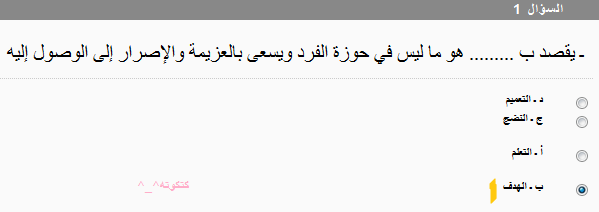 السؤال 1
ـ يقصد ب ......... هو ما ليس في حوزة الفرد ويسعى بالعزيمة والإصرار إلى الوصول إليه
د ـ التعميم
ج ـ النضج
أ ـ التعلم
ب ـ الهدف
كتكوته^_^